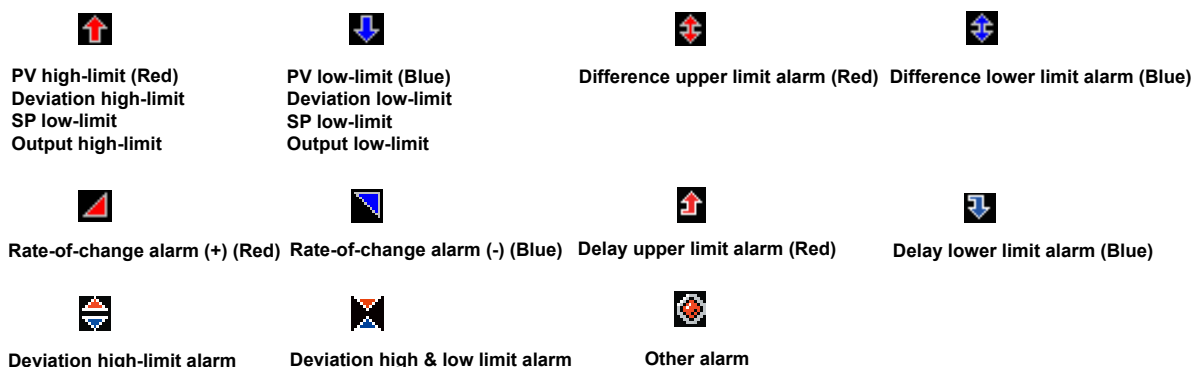 PV high-limit (Red)
Deviation high-limit
SP low-limit
Output high-limit
PV low-limit (Blue)
Deviation low-limit
SP low-limit
Output low-limit
Difference upper limit alarm (Red)
Difference lower limit alarm (Blue)
Rate-of-change alarm (+) (Red)
Rate-of-change alarm (-) (Blue)
Delay upper limit alarm (Red)
Delay lower limit alarm (Blue)
Deviation high-limit alarm
Deviation high & low limit alarm
Other alarm